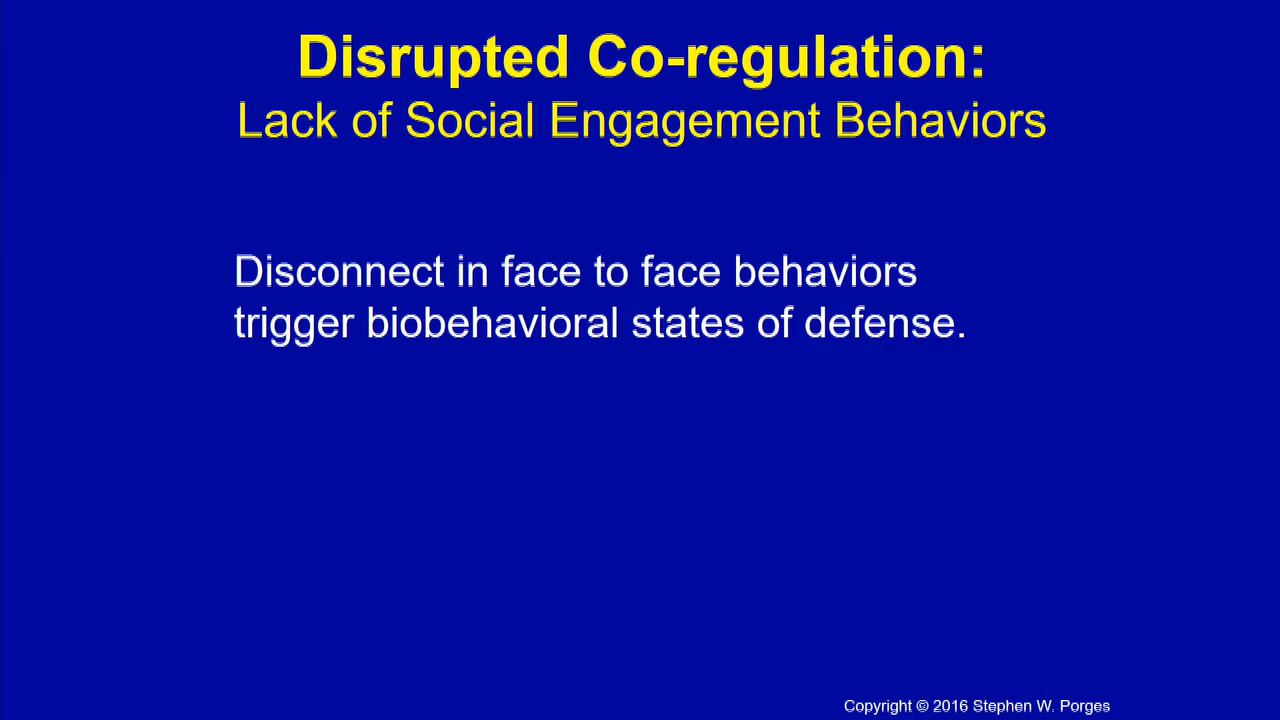 Disrupted Co-regulation:
Lack of Social Engagement Behaviors
Disconnect in face to face behaviors
trigger biobehavioral states of defense.
Copyright © 2016 Stephen W. Porges